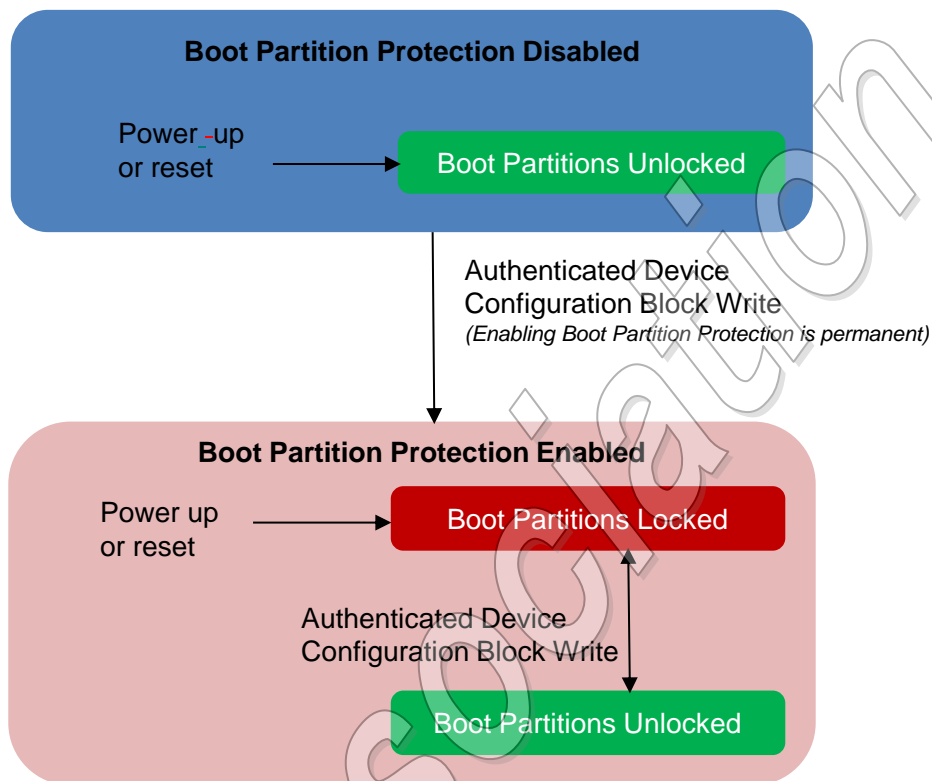 Boot Partition Protection Disabled
Power -up
or reset
Boot Partitions Unlocked
Authenticated Device
Configuration Block Write
(Enabling Boot Partition Protection is permanent)
Boot Partition Protection Enabled
Power up
or reset
Boot Partitions Locked
Authenticated Device
Configuration Block Write
Boot Partitions Unlocked
sociation